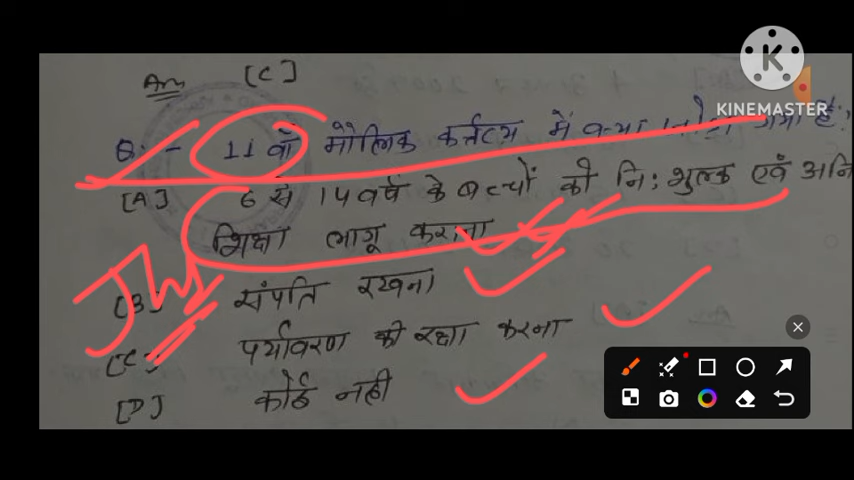 Ans [C]
KINEMASTER
Q:- 11 वाँ मौलिक कर्त्तव्य में क्या जोड़ा गया है?
[A] 6 से 14 वर्ष के बच्चों को नि: शुल्क एवं अनि
शिक्षा लागू कराना
[B] संपति रखना
[C] पर्यावरण की रक्षा करना
[D] कोई नही